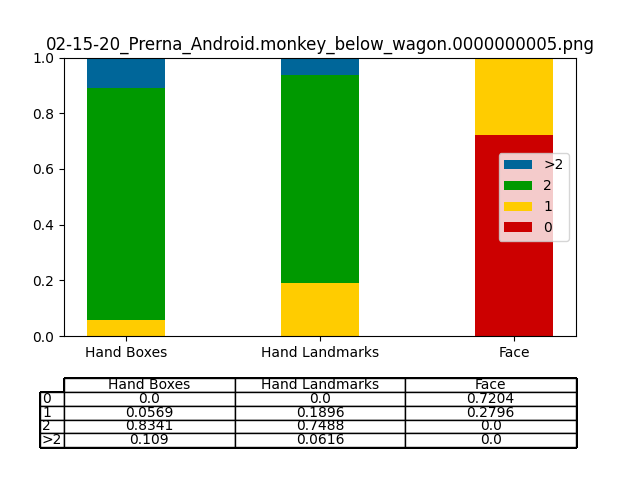 02-15-20_Prerna_Android.monkey_below_wagon.0000000005.png
1.0
0.8
0.6
0.4
0.2
0.0
>2
2
1
0
Hand Boxes Hand Landmarks Face
Hand Boxes Hand Landmarks Face
0 0.0 0.0 0.7204
1 0.0569 0.1896 0.2796
2 0.8341 0.7488 0.0
>2 0.109 0.0616 0.0